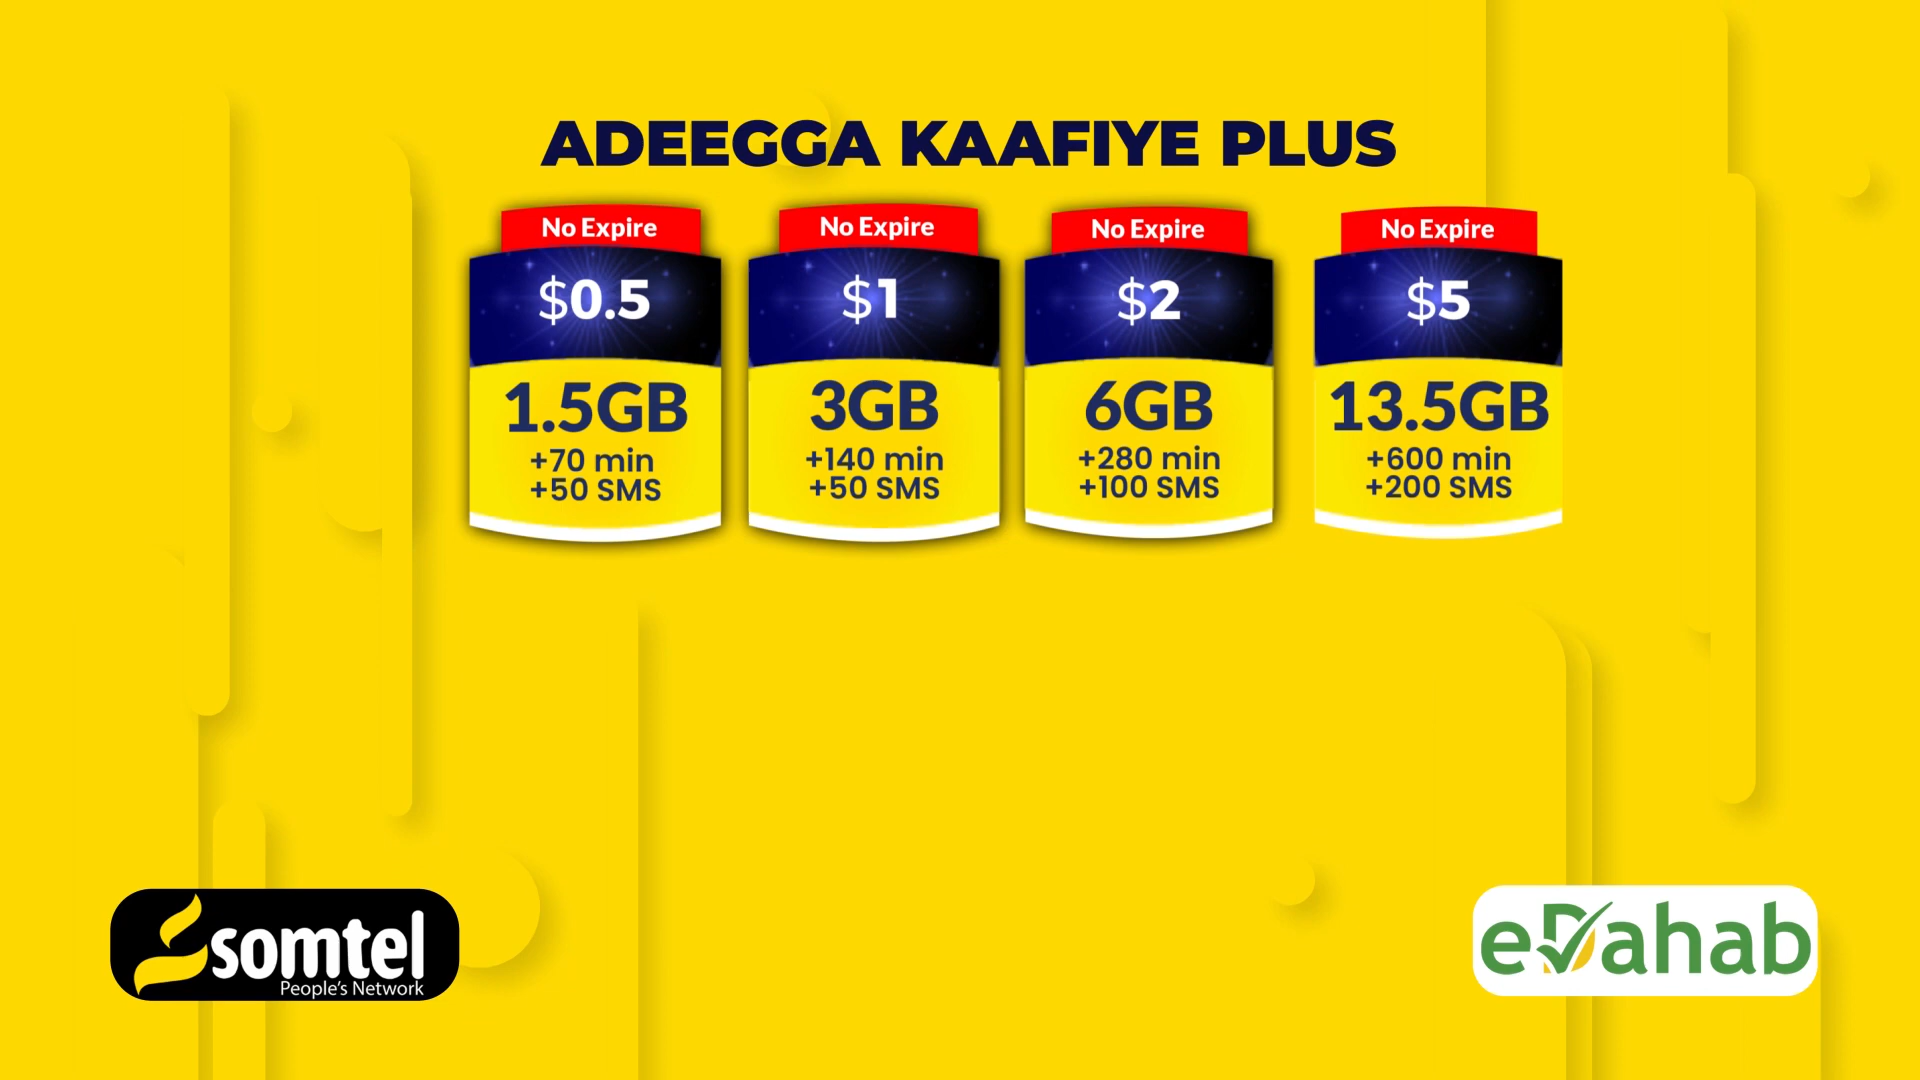 ADEEGGA KAAFIYE PLUS
No Expire
$0.5
1.5GB
+70 min
+50 SMS
No Expire
$1
3GB
+140 min
+50 SMS
No Expire
$2
6GB
+280 min
+100 SMS
No Expire
$5
13.5GB
+600 min
+200 SMS
somtel
People's Network
eDahab